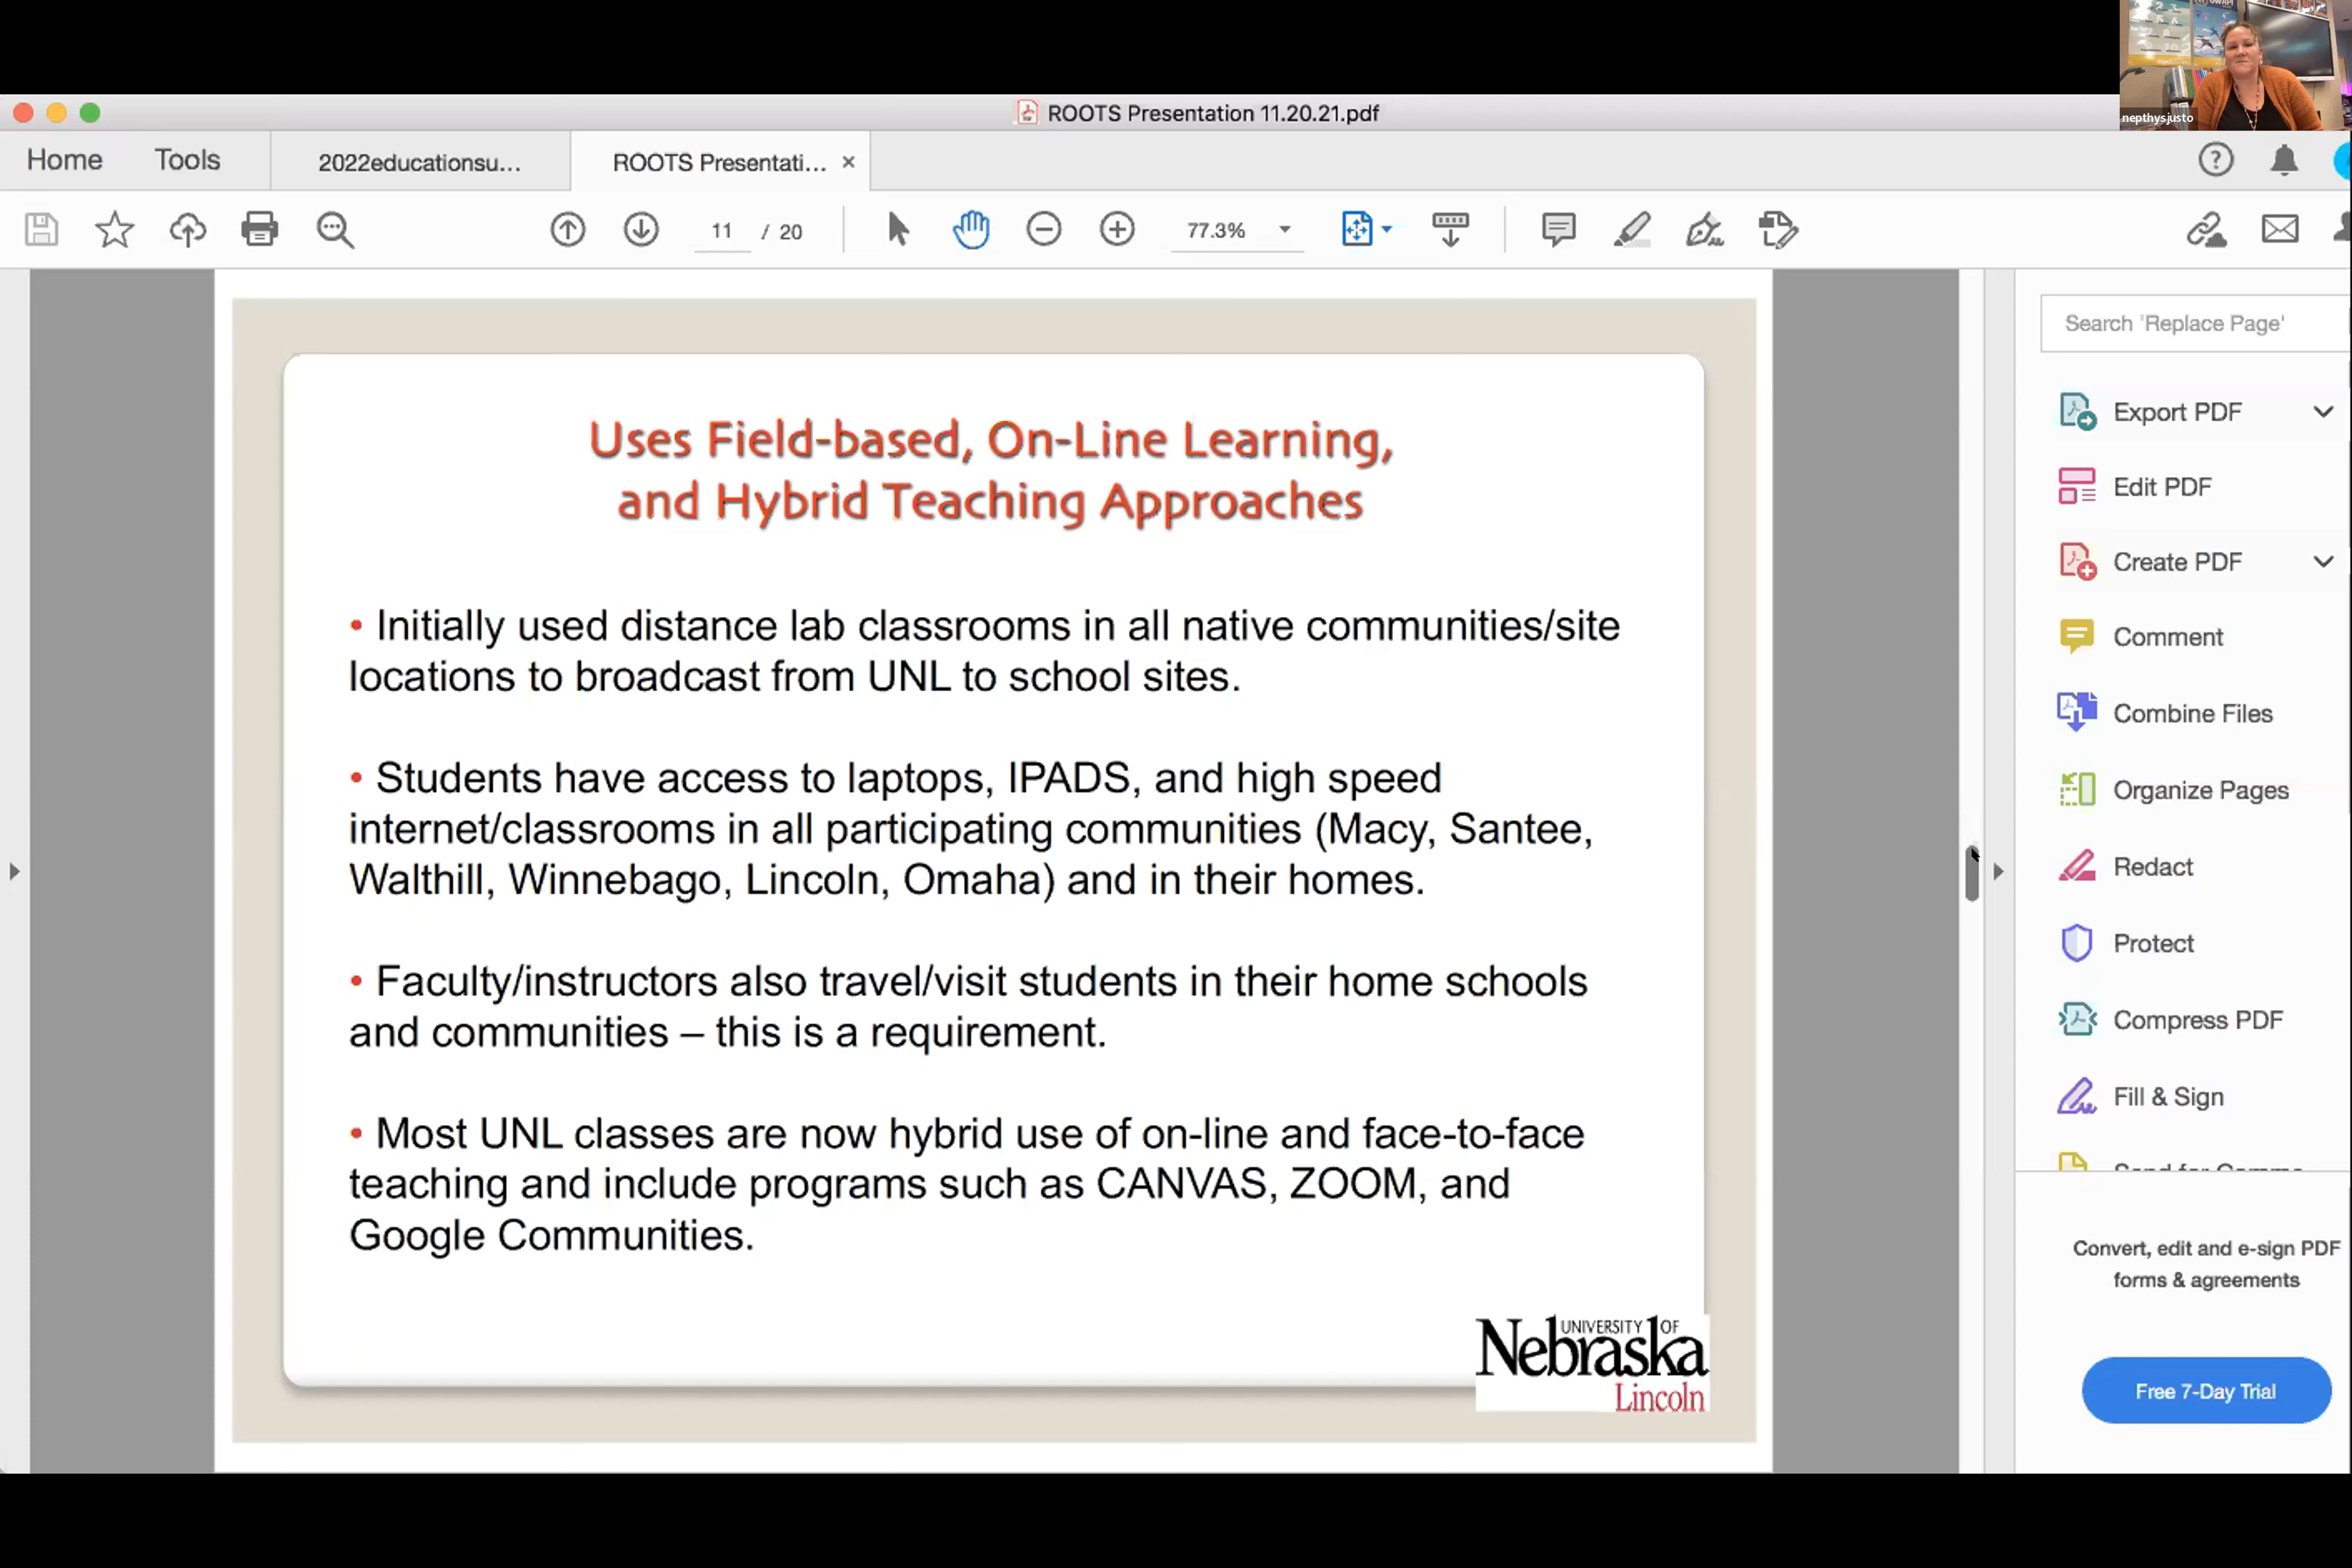 nepthysjusto
ROOTS Presentation 11.20.21.pdf
Home
Tools
2022educationsu...
ROOTS Presentati...
11 / 20
77.3%
Uses Field-based, On-Line Learning,
and Hybrid Teaching Approaches
• Initially used distance lab classrooms in all native communities/site
locations to broadcast from UNL to school sites.
• Students have access to laptops, IPADS, and high speed
internet/classrooms in all participating communities (Macy, Santee,
Walthill, Winnebago, Lincoln, Omaha) and in their homes.
• Faculty/instructors also travel/visit students in their home schools
and communities – this is a requirement.
• Most UNL classes are now hybrid use of on-line and face-to-face
teaching and include programs such as CANVAS, ZOOM, and
Google Communities.
UNIVERSITY OF
Nebraska
Lincoln
Search 'Replace Page'
Export PDF
Edit PDF
Create PDF
Comment
Combine Files
Organize Pages
Redact
Protect
Compress PDF
Fill & Sign
Convert, edit and e-sign PDF
forms & agreements
Free 7-Day Trial